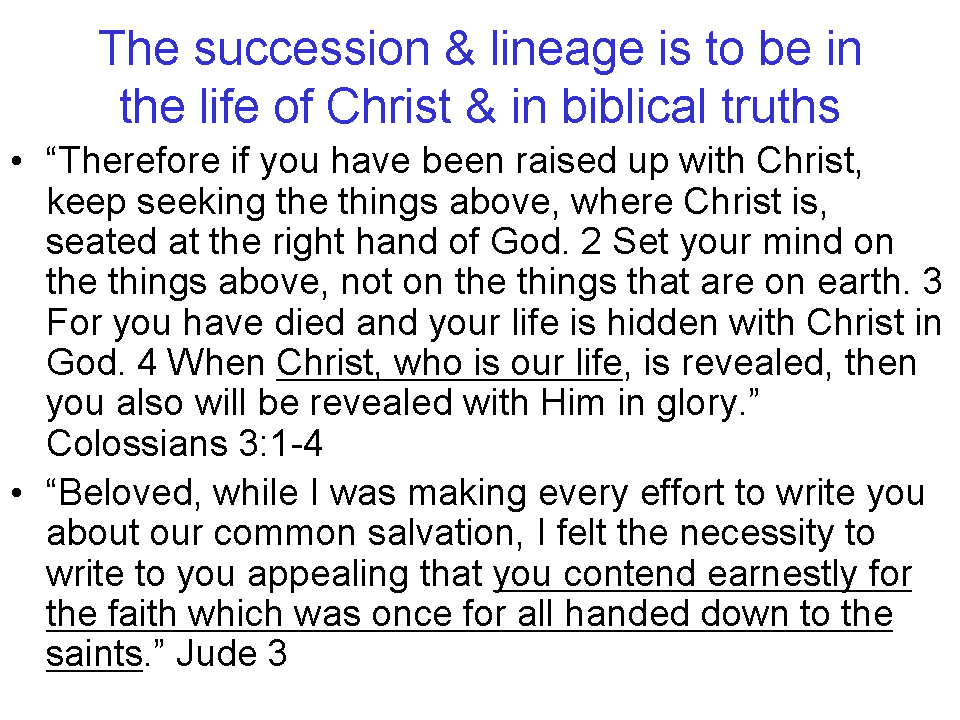 The succession & lineage is to be in
the life of Christ & in biblical truths
• “Therefore if you have been raised up with Christ,
keep seeking the things above, where Christ is,
seated at the right hand of God. 2 Set your mind on
the things above, not on the things that are on earth. 3
For you have died and your life is hidden with Christ in
God. 4 When Christ, who is our life, is revealed, then
you also will be revealed with Him in glory.”
Colossians 3:1-4
• “Beloved, while I was making every effort to write you
about our common salvation, I felt the necessity to
write to you appealing that you contend earnestly for
the faith which was once for all handed down to the
saints.” Jude 3